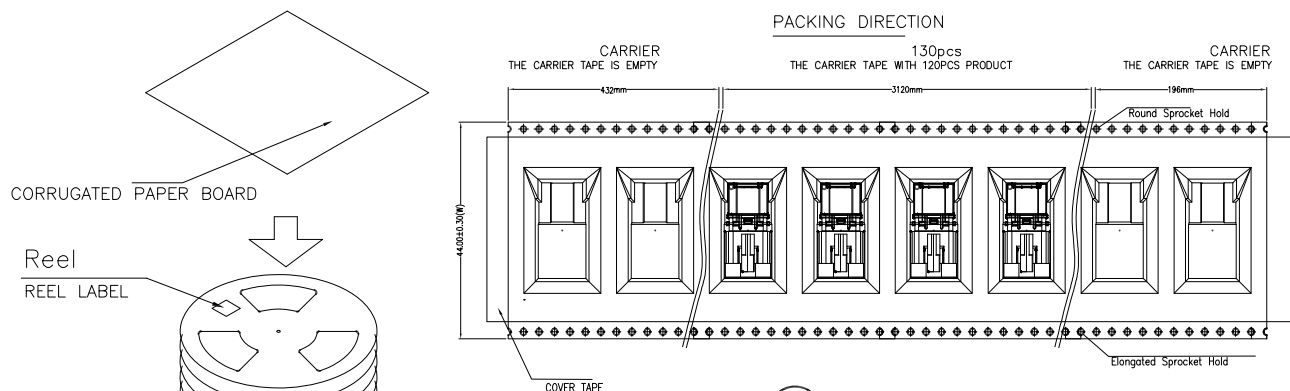 PACKING DIRECTION
CARRIER
THE CARRIER TAPE IS EMPTY
130pcs
THE CARRIER TAPE WITH 120PCS PRODUCT
CARRIER
THE CARRIER TAPE IS EMPTY
432mm
3120mm
196mm
Round Sprocket Hold
CORRUGATED PAPER BOARD
44.00±0.30(W)
Reel
REEL LABEL
Elongated Sprocket Hold
COVER TAPE